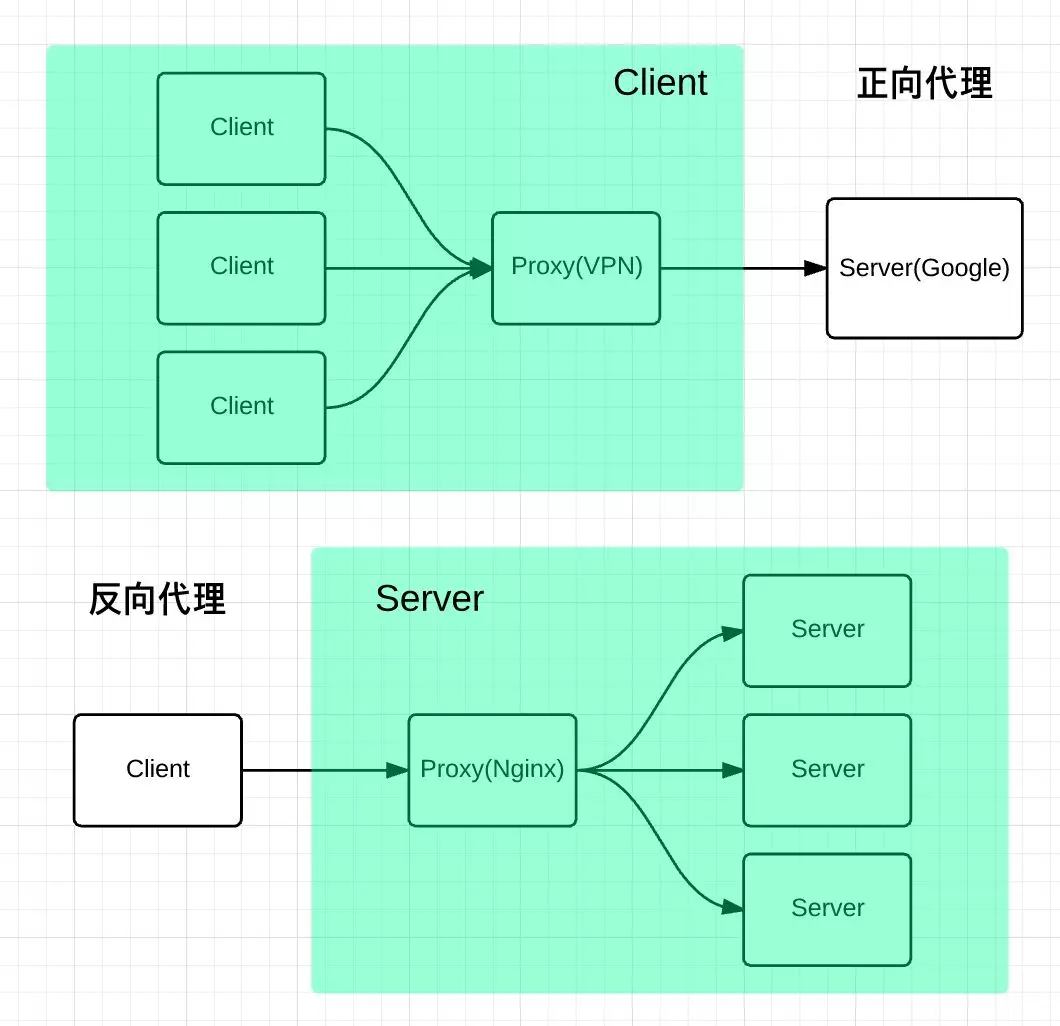 Client
正向代理
Client
Client
Proxy(VPN)
Server(Google)
Client
反向代理
Server
Server
Client
Proxy(Nginx)
Server
Server